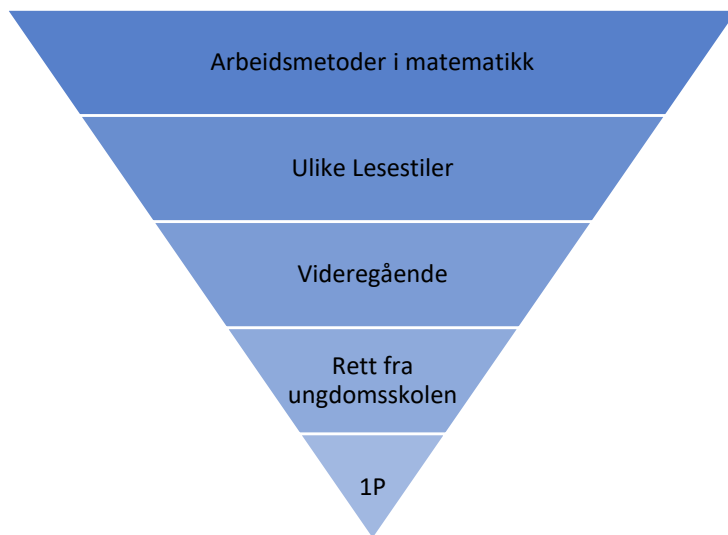 Arbeidsmetoder i matematikk
Ulike Lesestiler
Videregående
Rett fra
ungdomsskolen
1P